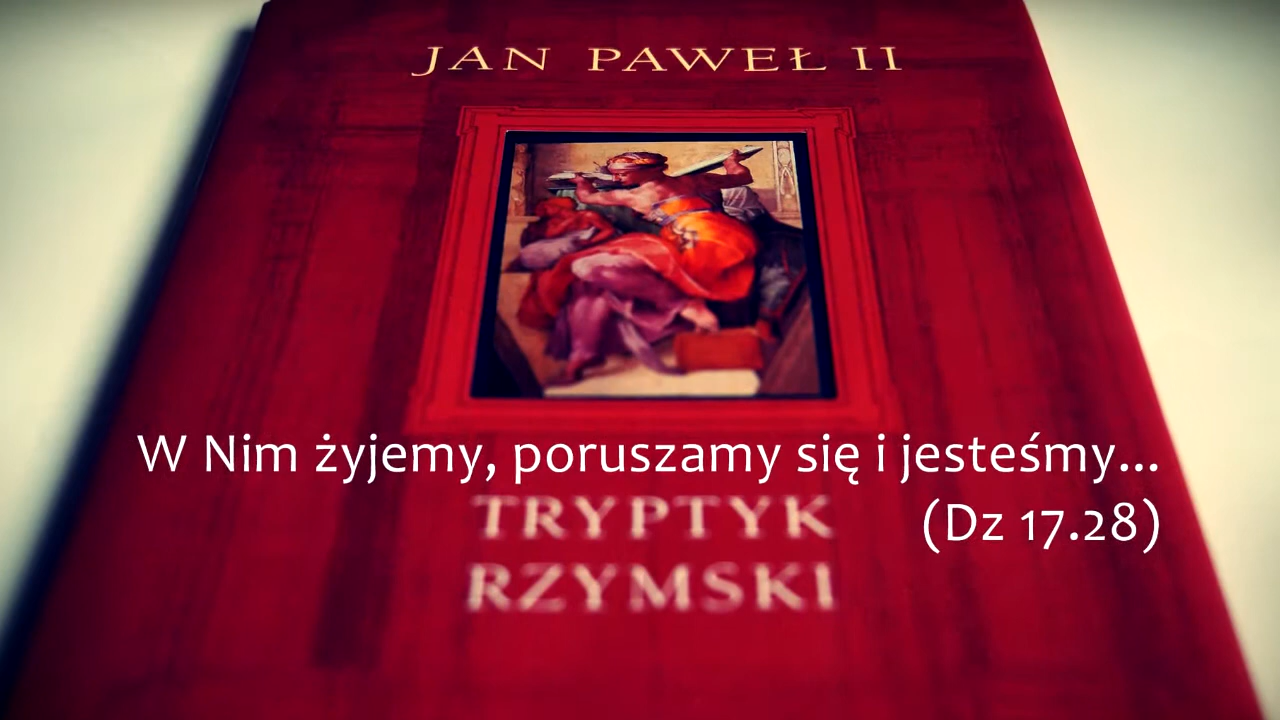 JAN PAWEŁ II
W Nim żyjemy, poruszamy się i jesteśmy...
(Dz 17.28)
TRYPTYK
RZYMSKI